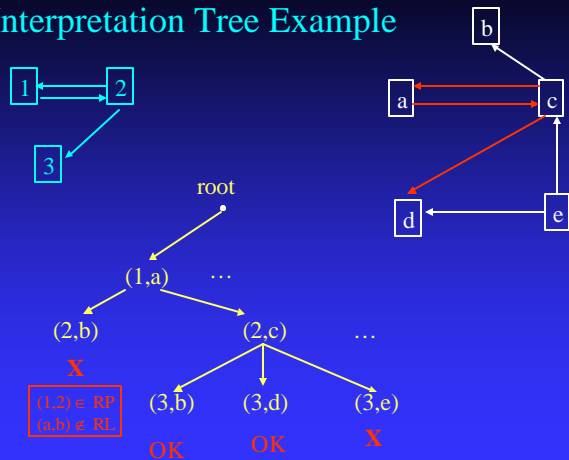 Interpretation Tree Example
1
2
3
b
a
c
d
e
root
(1,a)
...
(2,b)
(2,c)
...
X
(1,2) ∈ RP
(a,b) ∉ RL
(3,b)
(3,d)
(3,e)
OK
OK
X